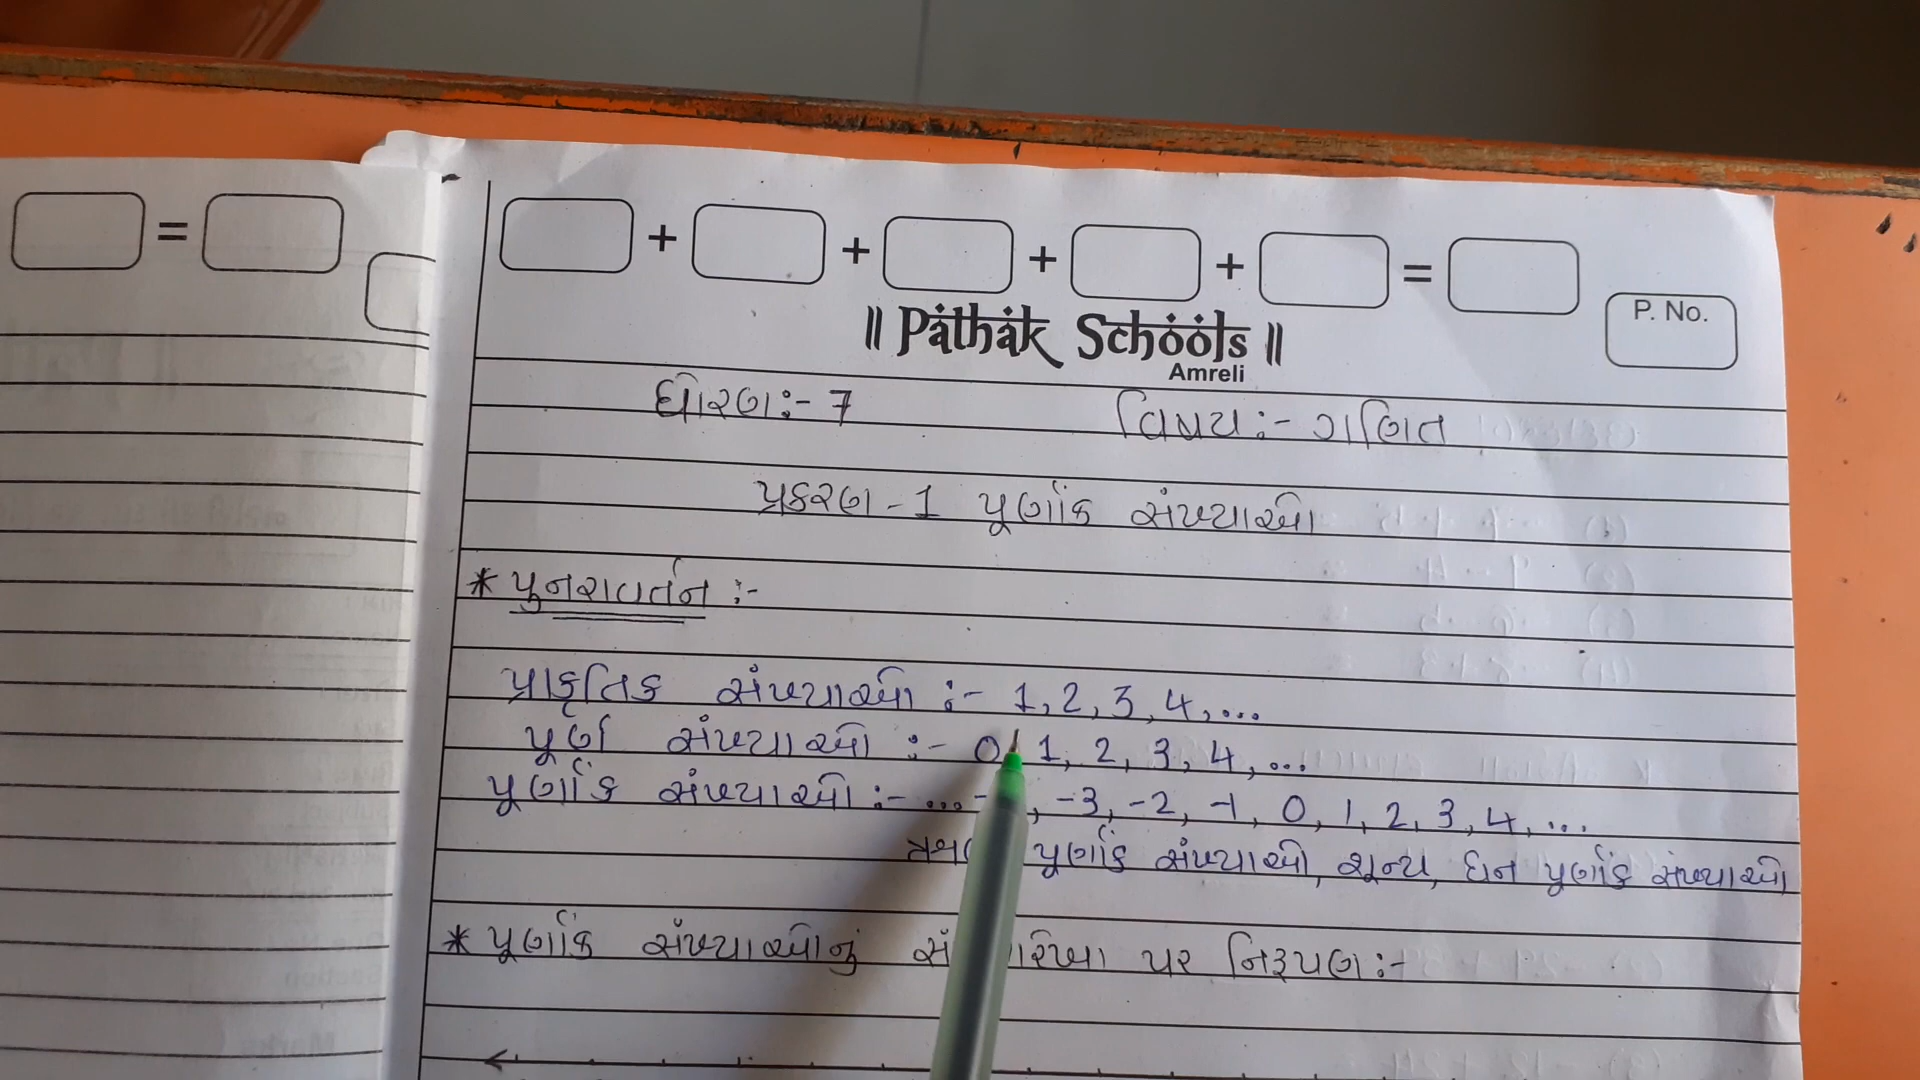 + + + + =
=
P. No.
|| Pathak Schools ||
Amreli
ધોરણ:- 7 વિષય:- ગણિત
પ્રકરણ - 1 પૂર્ણાંક સંખ્યાઓ
* પુનરાવર્તન :-
પ્રાકૃતિક સંખ્યાઓ :- 1, 2, 3, 4, ...
પૂર્ણ સંખ્યાઓ :- 0, 1, 2, 3, 4, ...
પૂર્ણાંક સંખ્યાઓ :- ... , -3, -2, -1, 0, 1, 2, 3, 4, ...
પૂર્ણાંક સંખ્યાઓ, શૂન્ય, ધન પૂર્ણાંક સંખ્યાઓ
* પૂર્ણાંક સંખ્યાઓનું પર નિરૂપણ :-